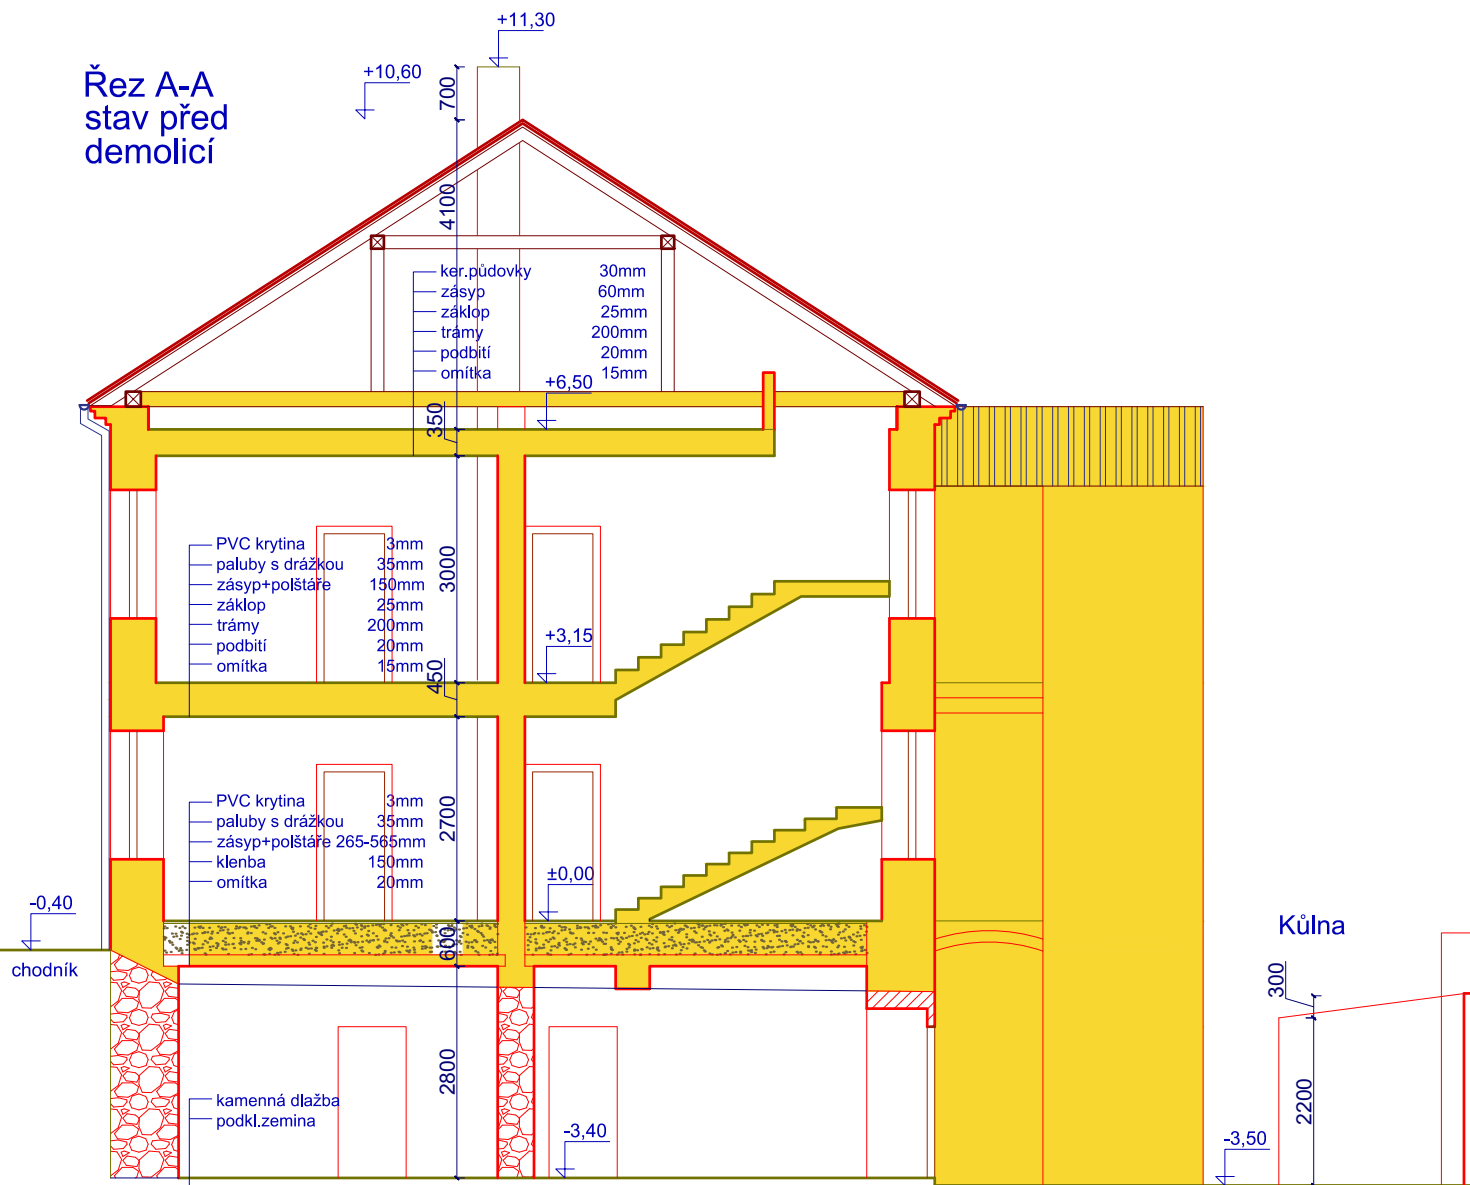 +11,30
+10,60
Řez A-A
stav před
demolicí
700
4100
ker.půdovky 30mm
zásyp 60mm
záklop 25mm
trámy 200mm
podbití 20mm
omítka 15mm
+6,50
350
PVC krytina 3mm
paluby s drážkou 35mm
zásyp+polštáře 150mm
záklop 25mm
trámy 200mm
podbití 20mm
omítka 15mm
3000
+3,15
450
PVC krytina 3mm
paluby s drážkou 35mm
zásyp+polštáře 265-565mm
klenba 150mm
omítka 20mm
2700
±0,00
-0,40
chodník
600
Kůlna
300
2800
2200
kamenná dlažba
podkl.zemina
-3,40
-3,50